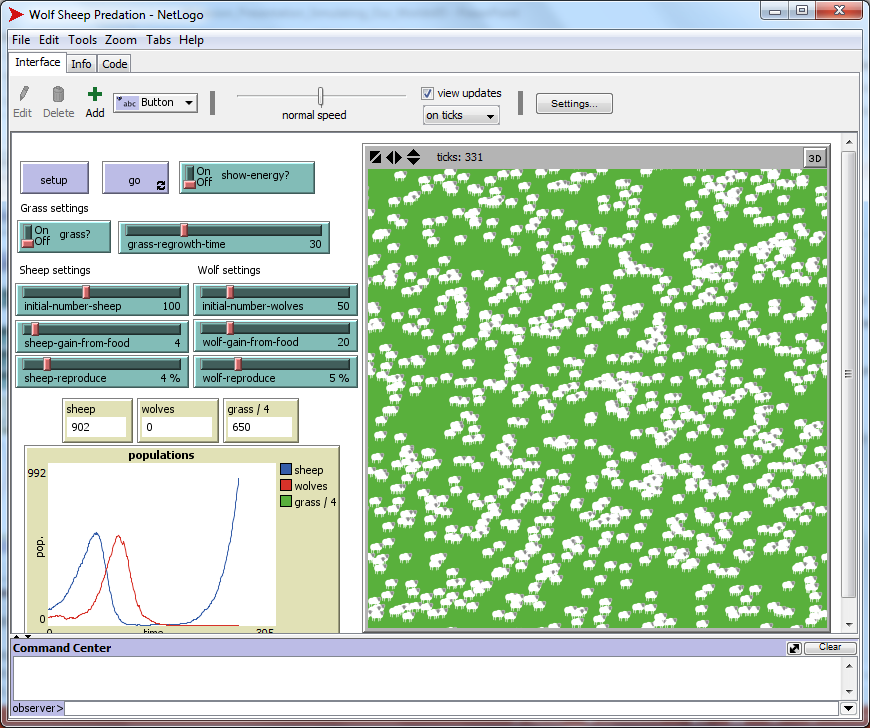 Wolf Sheep Predation - NetLogo
File Edit Tools Zoom Tabs Help
Interface Info Code
Edit Delete Add abc Button normal speed view updates
on ticks Settings...
ticks: 331 3D
setup go On Off show-energy?
Grass settings
On Off grass? grass-regrowth-time 30
Sheep settings Wolf settings
initial-number-sheep 100 initial-number-wolves 50
sheep-gain-from-food 4 wolf-gain-from-food 20
sheep-reproduce 4 % wolf-reproduce 5 %
sheep wolves grass / 4
902 0 650
populations
992 sheep
wolves
grass / 4
pop.
0
0 time
Command Center Clear
observer>